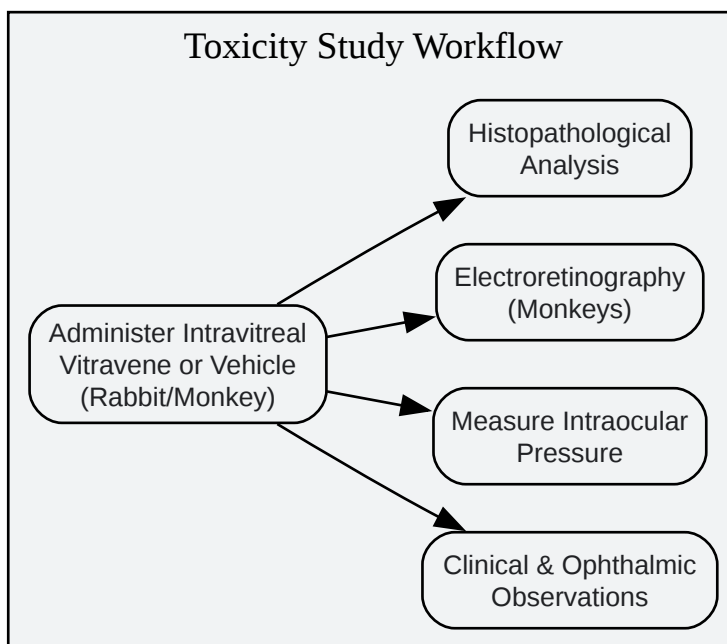 Toxicity Study Workflow
Histopathological
Analysis
Electroretinography
(Monkeys)
Administer Intravitreal
Vitravene or Vehicle
(Rabbit/Monkey)
Measure Intraocular
Pressure
Clinical & Ophthalmic
Observations